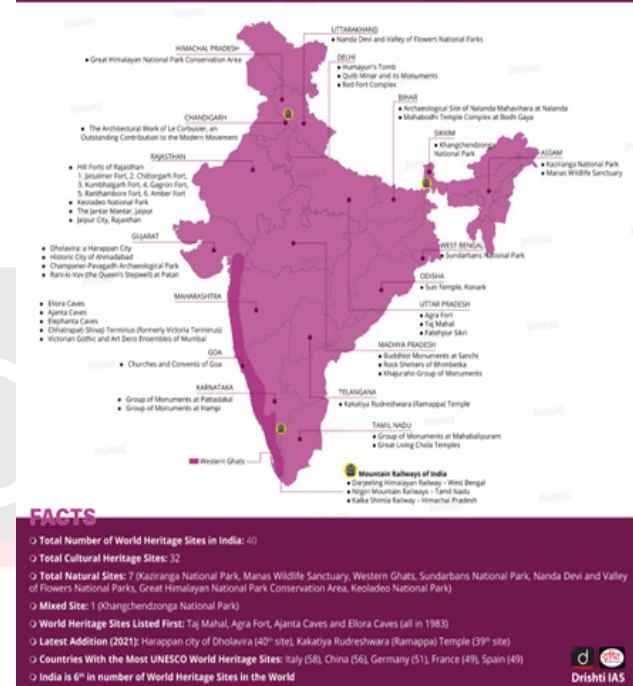 UTTARAKHAND
● Nanda Devi and Valley of Flowers National Parks
HIMACHAL PRADESH
● Great Himalayan National Park Conservation Area
DELHI
● Humayun's Tomb
● Qutb Minar and its Monuments
● Red Fort Complex
BIHAR
● Archaeological Site of Nalanda Mahavihara at Nalanda
● Mahabodhi Temple Complex at Bodh Gaya
CHANDIGARH
● The Architectural Work of Le Corbusier, an
Outstanding Contribution to the Modern Movement
SIKKIM
● Khangchendzonga
National Park
ASSAM
● Kaziranga National Park
● Manas Wildlife Sanctuary
RAJASTHAN
● Hill Forts of Rajasthan
1. Jaisalmer Fort, 2. Chittorgarh Fort,
3. Kumbhalgarh Fort, 4. Gagron Fort,
5. Ranthambore Fort, 6. Amber Fort
● Keoladeo National Park
● The Jantar Mantar, Jaipur
● Jaipur City, Rajasthan
GUJARAT
● Dholavira: a Harappan City
● Historic City of Ahmadabad
● Champaner-Pavagadh Archaeological Park
● Rani-ki-Vav (the Queen's Stepwell) at Patan
WEST BENGAL
● Sundarbans National Park
ODISHA
● Sun Temple, Konark
MAHARASHTRA
● Ellora Caves
● Ajanta Caves
● Elephanta Caves
● Chhatrapati Shivaji Terminus (formerly Victoria Terminus)
● Victorian Gothic and Art Deco Ensembles of Mumbai
UTTAR PRADESH
● Agra Fort
● Taj Mahal
● Fatehpur Sikri
MADHYA PRADESH
● Buddhist Monuments at Sanchi
● Rock Shelters of Bhimbetka
● Khajuraho Group of Monuments
GOA
● Churches and Convents of Goa
KARNATAKA
● Group of Monuments at Pattadakal
● Group of Monuments at Hampi
TELANGANA
● Kakatiya Rudreshwara (Ramappa) Temple
TAMIL NADU
● Group of Monuments at Mahabalipuram
● Great Living Chola Temples
Western Ghats
Mountain Railways of India
● Darjeeling Himalayan Railway – West Bengal
● Nilgiri Mountain Railways – Tamil Nadu
● Kalka Shimla Railway – Himachal Pradesh
FACTS
❍ Total Number of World Heritage Sites in India: 40
❍ Total Cultural Heritage Sites: 32
❍ Total Natural Sites: 7 (Kaziranga National Park, Manas Wildlife Sanctuary, Western Ghats, Sundarbans National Park, Nanda Devi and Valley
of Flowers National Parks, Great Himalayan National Park Conservation Area, Keoladeo National Park)
❍ Mixed Site: 1 (Khangchendzonga National Park)
❍ World Heritage Sites Listed First: Taj Mahal, Agra Fort, Ajanta Caves and Ellora Caves (all in 1983)
❍ Latest Addition (2021): Harappan city of Dholavira (40th site), Kakatiya Rudreshwara (Ramappa) Temple (39th site)
❍ Countries With the Most UNESCO World Heritage Sites: Italy (58), China (56), Germany (51), France (49), Spain (49)
❍ India is 6th in number of World Heritage Sites in the World
Drishti IAS